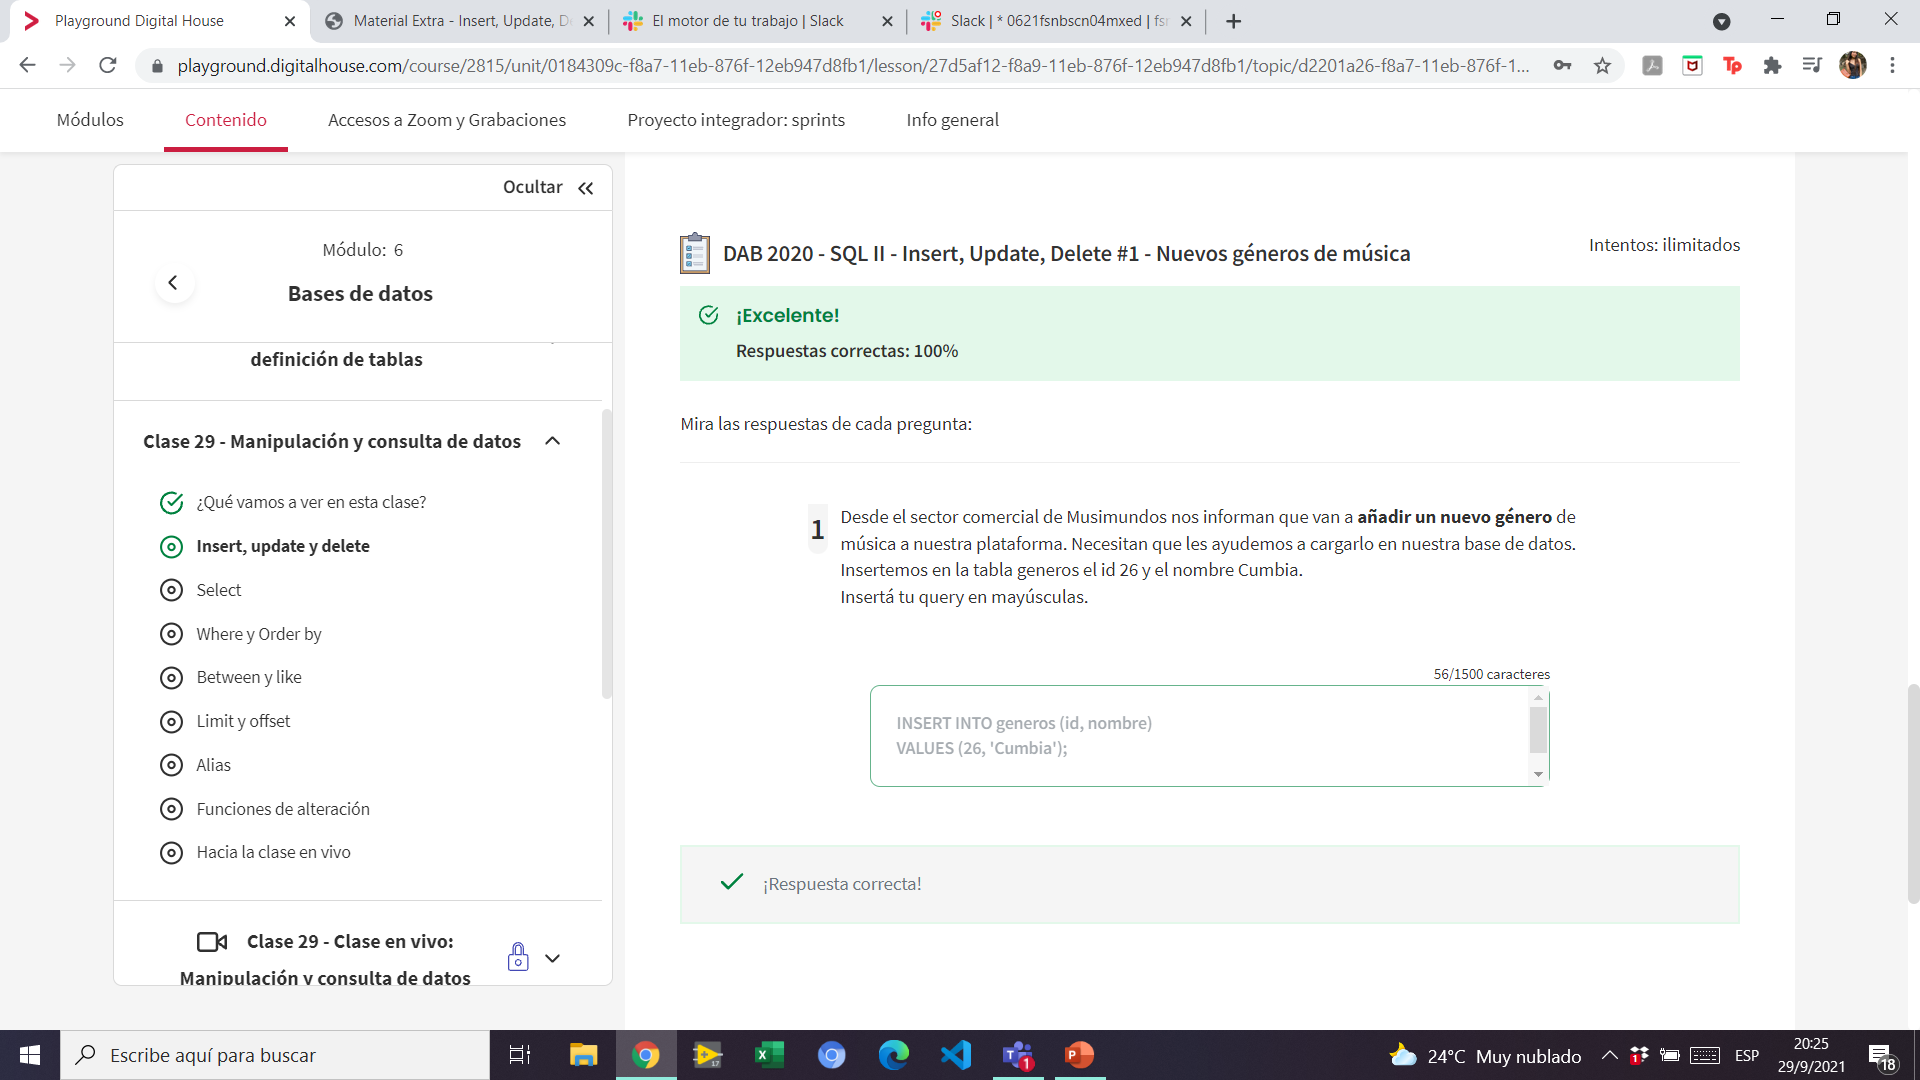 Playground Digital House
Material Extra - Insert, Update, D
El motor de tu trabajo | Slack
Slack | * 0621fsnbscn04mxed | fsr
playground.digitalhouse.com/course/2815/unit/0184309c-f8a7-11eb-876f-12eb947d8fb1/lesson/27d5af12-f8a9-11eb-876f-12eb947d8fb1/topic/d2201a26-f8a7-11eb-876f-1...
Módulos
Contenido
Accesos a Zoom y Grabaciones
Proyecto integrador: sprints
Info general
Ocultar
Módulo: 6
Bases de datos
definición de tablas
Clase 29 - Manipulación y consulta de datos
¿Qué vamos a ver en esta clase?
Insert, update y delete
Select
Where y Order by
Between y like
Limit y offset
Alias
Funciones de alteración
Hacia la clase en vivo
Clase 29 - Clase en vivo:
Manipulación y consulta de datos
DAB 2020 - SQL II - Insert, Update, Delete #1 - Nuevos géneros de música
Intentos: ilimitados
¡Excelente!
Respuestas correctas: 100%
Mira las respuestas de cada pregunta:
1
Desde el sector comercial de Musimundos nos informan que van a añadir un nuevo género de
música a nuestra plataforma. Necesitan que les ayudemos a cargarlo en nuestra base de datos.
Insertemos en la tabla generos el id 26 y el nombre Cumbia.
Insertá tu query en mayúsculas.
56/1500 caracteres
INSERT INTO generos (id, nombre)
VALUES (26, 'Cumbia');
¡Respuesta correcta!
Escribe aquí para buscar
24°C Muy nublado
ESP
20:25
29/9/2021
18